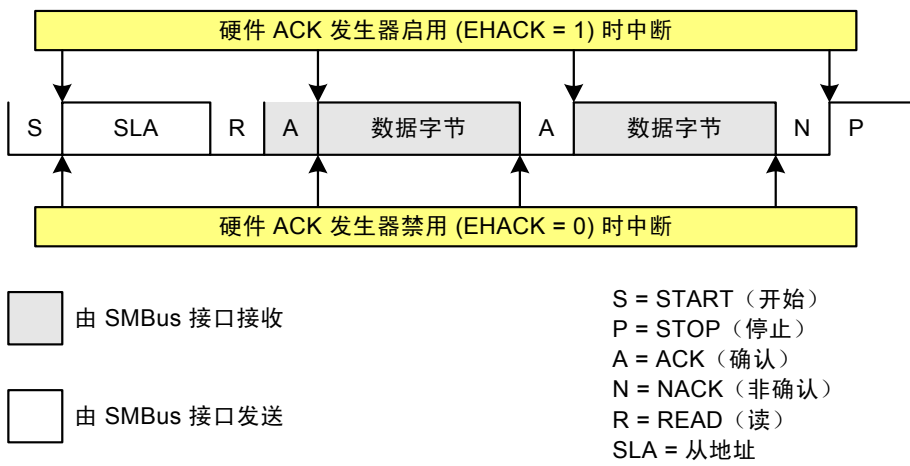 硬件 ACK 发生器启用 (EHACK = 1) 时中断
S SLA R A 数据字节 A 数据字节 N P
硬件 ACK 发生器禁用 (EHACK = 0) 时中断
由 SMBus 接口接收
由 SMBus 接口发送
S = START（开始）
P = STOP（停止）
A = ACK（确认）
N = NACK（非确认）
R = READ（读）
SLA = 从地址